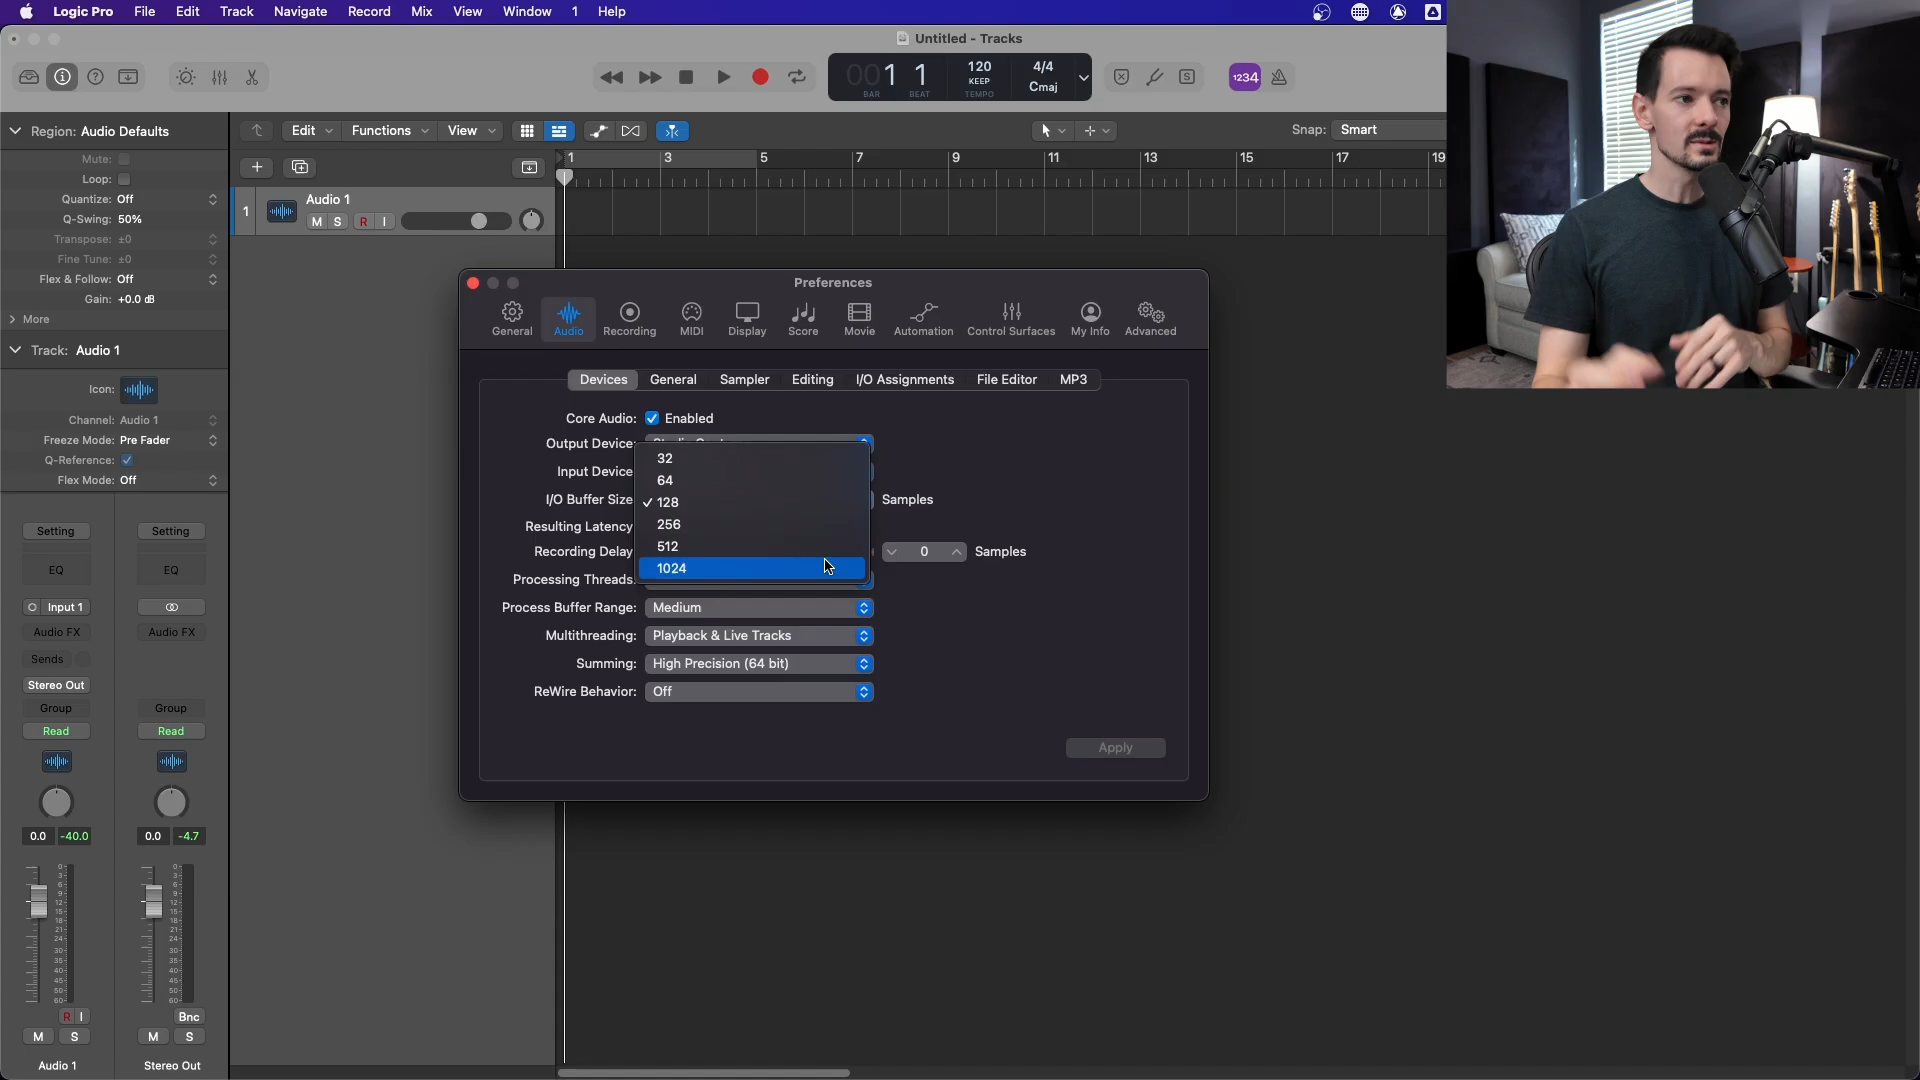 Logic Pro File Edit Track Navigate Record Mix View Window 1 Help
Untitled - Tracks
001 1
BAR BEAT
120
KEEP
TEMPO
4/4
Cmaj
S
1234
Region: Audio Defaults
Edit Functions View
Snap: Smart
Mute:
Loop:
Quantize: Off
Q-Swing: 50%
Transpose: ±0
Fine Tune: ±0
Flex & Follow: Off
Gain: +0.0 dB
More
1 3 5 7 9 11 13 15 17 19
1
Audio 1
M S R I
Track: Audio 1
Icon:
Channel: Audio 1
Freeze Mode: Pre Fader
Q-Reference:
Flex Mode: Off
Preferences
General Audio Recording MIDI Display Score Movie Automation Control Surfaces My Info Advanced
Devices General Sampler Editing I/O Assignments File Editor MP3
Core Audio: Enabled
Output Device:
Input Device
I/O Buffer Size Samples
Resulting Latency
Recording Delay 0 Samples
Processing Threads:
32
64
128
256
512
1024
Process Buffer Range: Medium
Multithreading: Playback & Live Tracks
Summing: High Precision (64 bit)
ReWire Behavior: Off
Apply
Setting Setting
EQ EQ
Input 1
Audio FX Audio FX
Sends
Stereo Out
Group Group
Read Read
0.0 -40.0 0.0 -4.7
R I Bnc
M S M S
Audio 1 Stereo Out